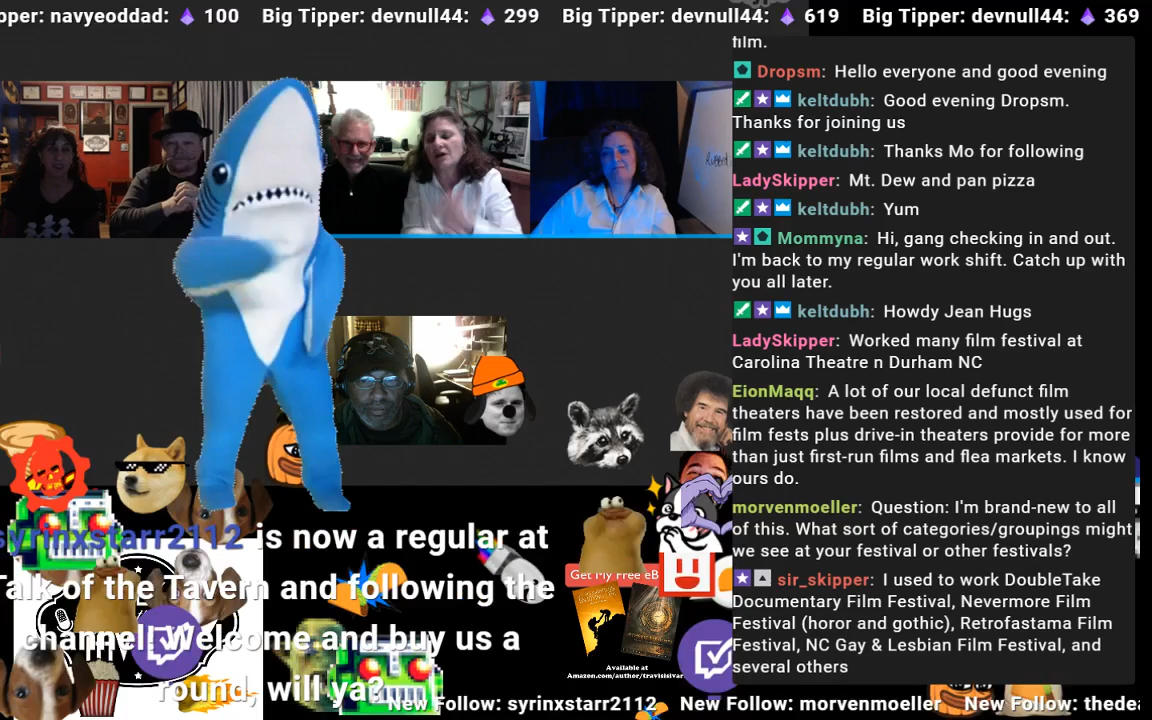 pper: navyeoddad: 100 Big Tipper: devnull44: 299 Big Tipper: devnull44: 619 Big Tipper: devnull44: 369
film.
Dropsm: Hello everyone and good evening
keltdubh: Good evening Dropsm.
Thanks for joining us
keltdubh: Thanks Mo for following
LadySkipper: Mt. Dew and pan pizza
keltdubh: Yum
Mommyna: Hi, gang checking in and out.
I'm back to my regular work shift. Catch up with
you all later.
keltdubh: Howdy Jean Hugs
LadySkipper: Worked many film festival at
Carolina Theatre n Durham NC
EionMaqq: A lot of our local defunct film
theaters have been restored and mostly used for
film fests plus drive-in theaters provide for more
than just first-run films and flea markets. I know
ours do.
morvenmoeller: Question: I'm brand-new to all
of this. What sort of categories/groupings might
we see at your festival or other festivals?
sir_skipper: I used to work DoubleTake
Documentary Film Festival, Nevermore Film
Festival (horor and gothic), Retrofastama Film
Festival, NC Gay & Lesbian Film Festival, and
several others
syrinxstarr2112 is now a regular at
Talk of the Tavern and following the
channel! Welcome and buy us a
round, will ya?
Get My Free eB
Available at
Amazon.com/author/travisisivar
New Follow: syrinxstarr2112 New Follow: morvenmoeller New Follow: thedea